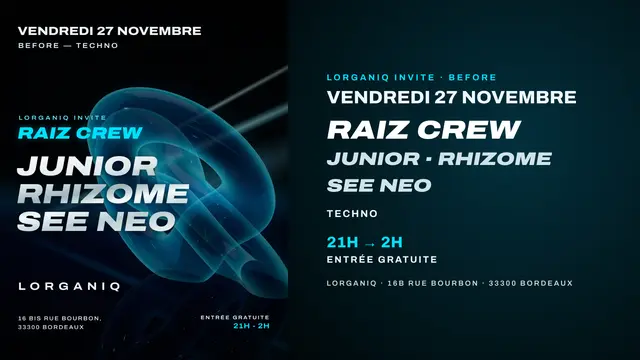 VENDREDI 27 NOVEMBRE
BEFORE — TECHNO
LORGANIQ INVITE
RAIZ CREW
JUNIOR
RHIZOME
SEE NEO
LORGANIQ
16 BIS RUE BOURBON,
33300 BORDEAUX
ENTRÉE GRATUITE
21H - 2H
LORGANIQ INVITE · BEFORE
VENDREDI 27 NOVEMBRE
RAIZ CREW
JUNIOR · RHIZOME
SEE NEO
TECHNO
21H → 2H
ENTRÉE GRATUITE
LORGANIQ · 16B RUE BOURBON · 33300 BORDEAUX